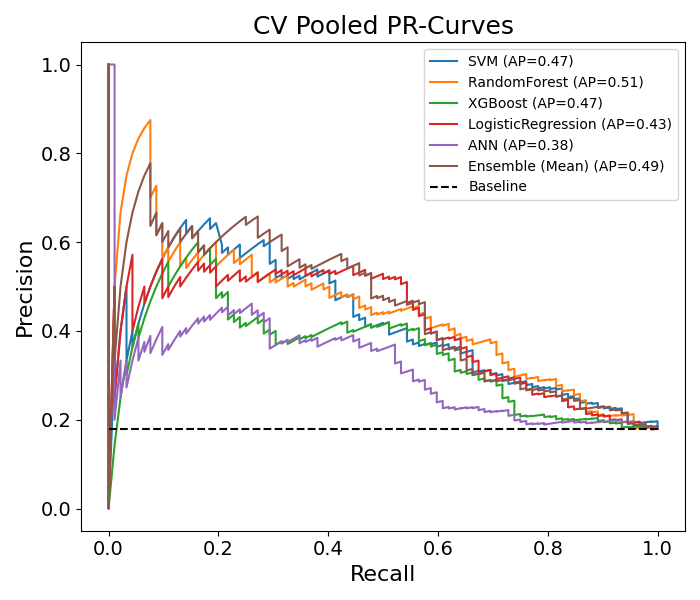 CV Pooled PR-Curves
SVM (AP=0.47)
RandomForest (AP=0.51)
XGBoost (AP=0.47)
LogisticRegression (AP=0.43)
ANN (AP=0.38)
Ensemble (Mean) (AP=0.49)
Baseline
Precision
1.0
0.8
0.6
0.4
0.2
0.0
0.0 0.2 0.4 0.6 0.8 1.0
Recall